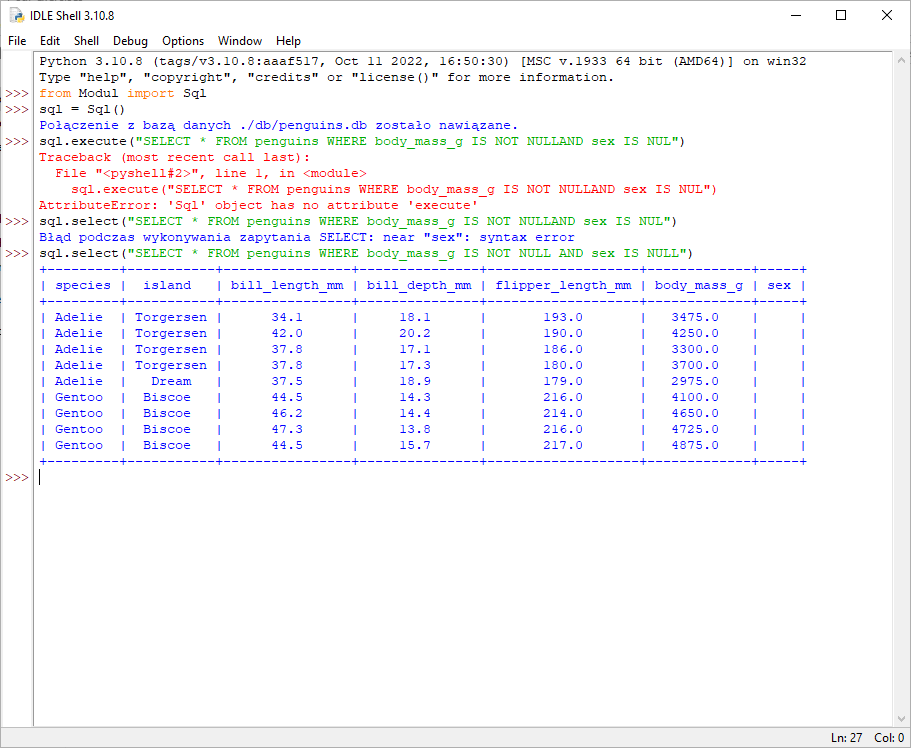 IDLE Shell 3.10.8
File Edit Shell Debug Options Window Help
Python 3.10.8 (tags/v3.10.8:aaaf517, Oct 11 2022, 16:50:30) [MSC v.1933 64 bit (AMD64)] on win32
Type "help", "copyright", "credits" or "license()" for more information.
>>> from Modul import Sql
>>> sql = Sql()
Połączenie z bazą danych ./db/penguins.db zostało nawiązane.
>>> sql.execute("SELECT * FROM penguins WHERE body_mass_g IS NOT NULLAND sex IS NUL")
Traceback (most recent call last):
  File "<pyshell#2>", line 1, in <module>
    sql.execute("SELECT * FROM penguins WHERE body_mass_g IS NOT NULLAND sex IS NUL")
AttributeError: 'Sql' object has no attribute 'execute'
>>> sql.select("SELECT * FROM penguins WHERE body_mass_g IS NOT NULLAND sex IS NUL")
Błąd podczas wykonywania zapytania SELECT: near "sex": syntax error
>>> sql.select("SELECT * FROM penguins WHERE body_mass_g IS NOT NULL AND sex IS NULL")
+---------+-----------+----------------+---------------+-------------------+-------------+-----+
| species |  island   | bill_length_mm | bill_depth_mm | flipper_length_mm | body_mass_g | sex |
+---------+-----------+----------------+---------------+-------------------+-------------+-----+
| Adelie  | Torgersen |      34.1      |     18.1      |       193.0       |   3475.0    |     |
| Adelie  | Torgersen |      42.0      |     20.2      |       190.0       |   4250.0    |     |
| Adelie  | Torgersen |      37.8      |     17.1      |       186.0       |   3300.0    |     |
| Adelie  | Torgersen |      37.8      |     17.3      |       180.0       |   3700.0    |     |
| Adelie  |   Dream   |      37.5      |     18.9      |       179.0       |   2975.0    |     |
| Gentoo  |  Biscoe   |      44.5      |     14.3      |       216.0       |   4100.0    |     |
| Gentoo  |  Biscoe   |      46.2      |     14.4      |       214.0       |   4650.0    |     |
| Gentoo  |  Biscoe   |      47.3      |     13.8      |       216.0       |   4725.0    |     |
| Gentoo  |  Biscoe   |      44.5      |     15.7      |       217.0       |   4875.0    |     |
+---------+-----------+----------------+---------------+-------------------+-------------+-----+
>>>
Ln: 27 Col: 0